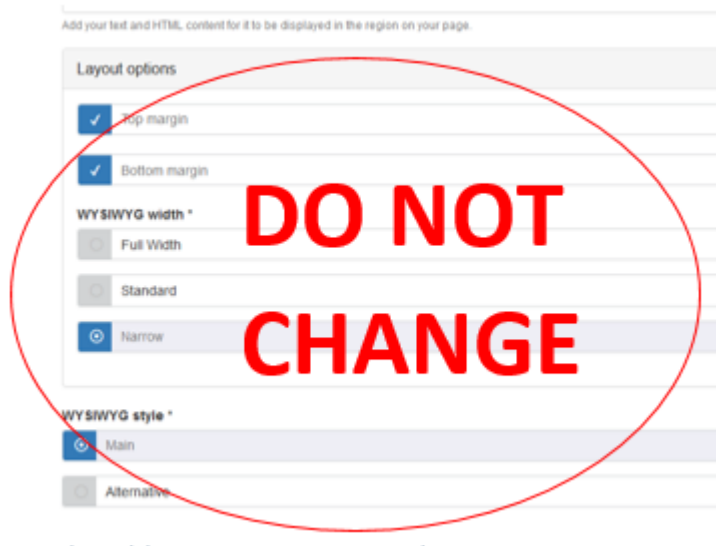 Add your text and HTML content for it to be displayed in the region on your page.
Layout options
Top margin
Bottom margin
WYSIWYG width *
Full Width
Standard
Narrow
DO NOT
CHANGE
WYSIWYG style *
Main
Alternative